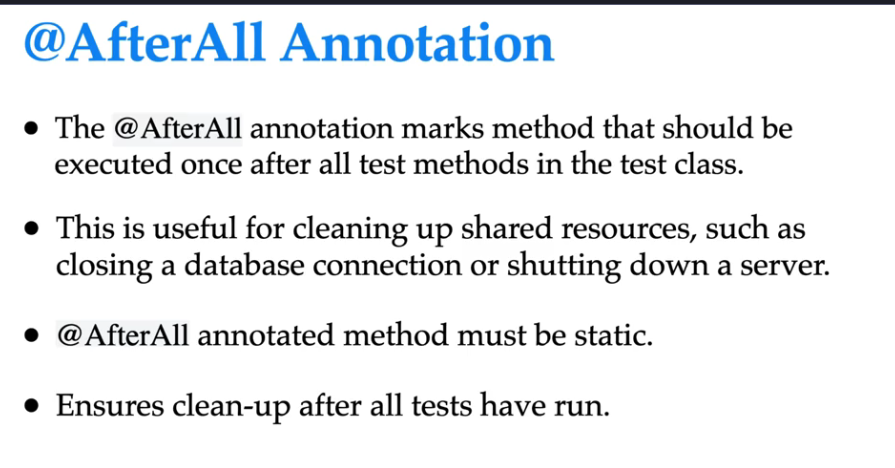 @AfterAll Annotation
• The @AfterAll annotation marks method that should be
executed once after all test methods in the test class.
• This is useful for cleaning up shared resources, such as
closing a database connection or shutting down a server.
• @AfterAll annotated method must be static.
• Ensures clean-up after all tests have run.